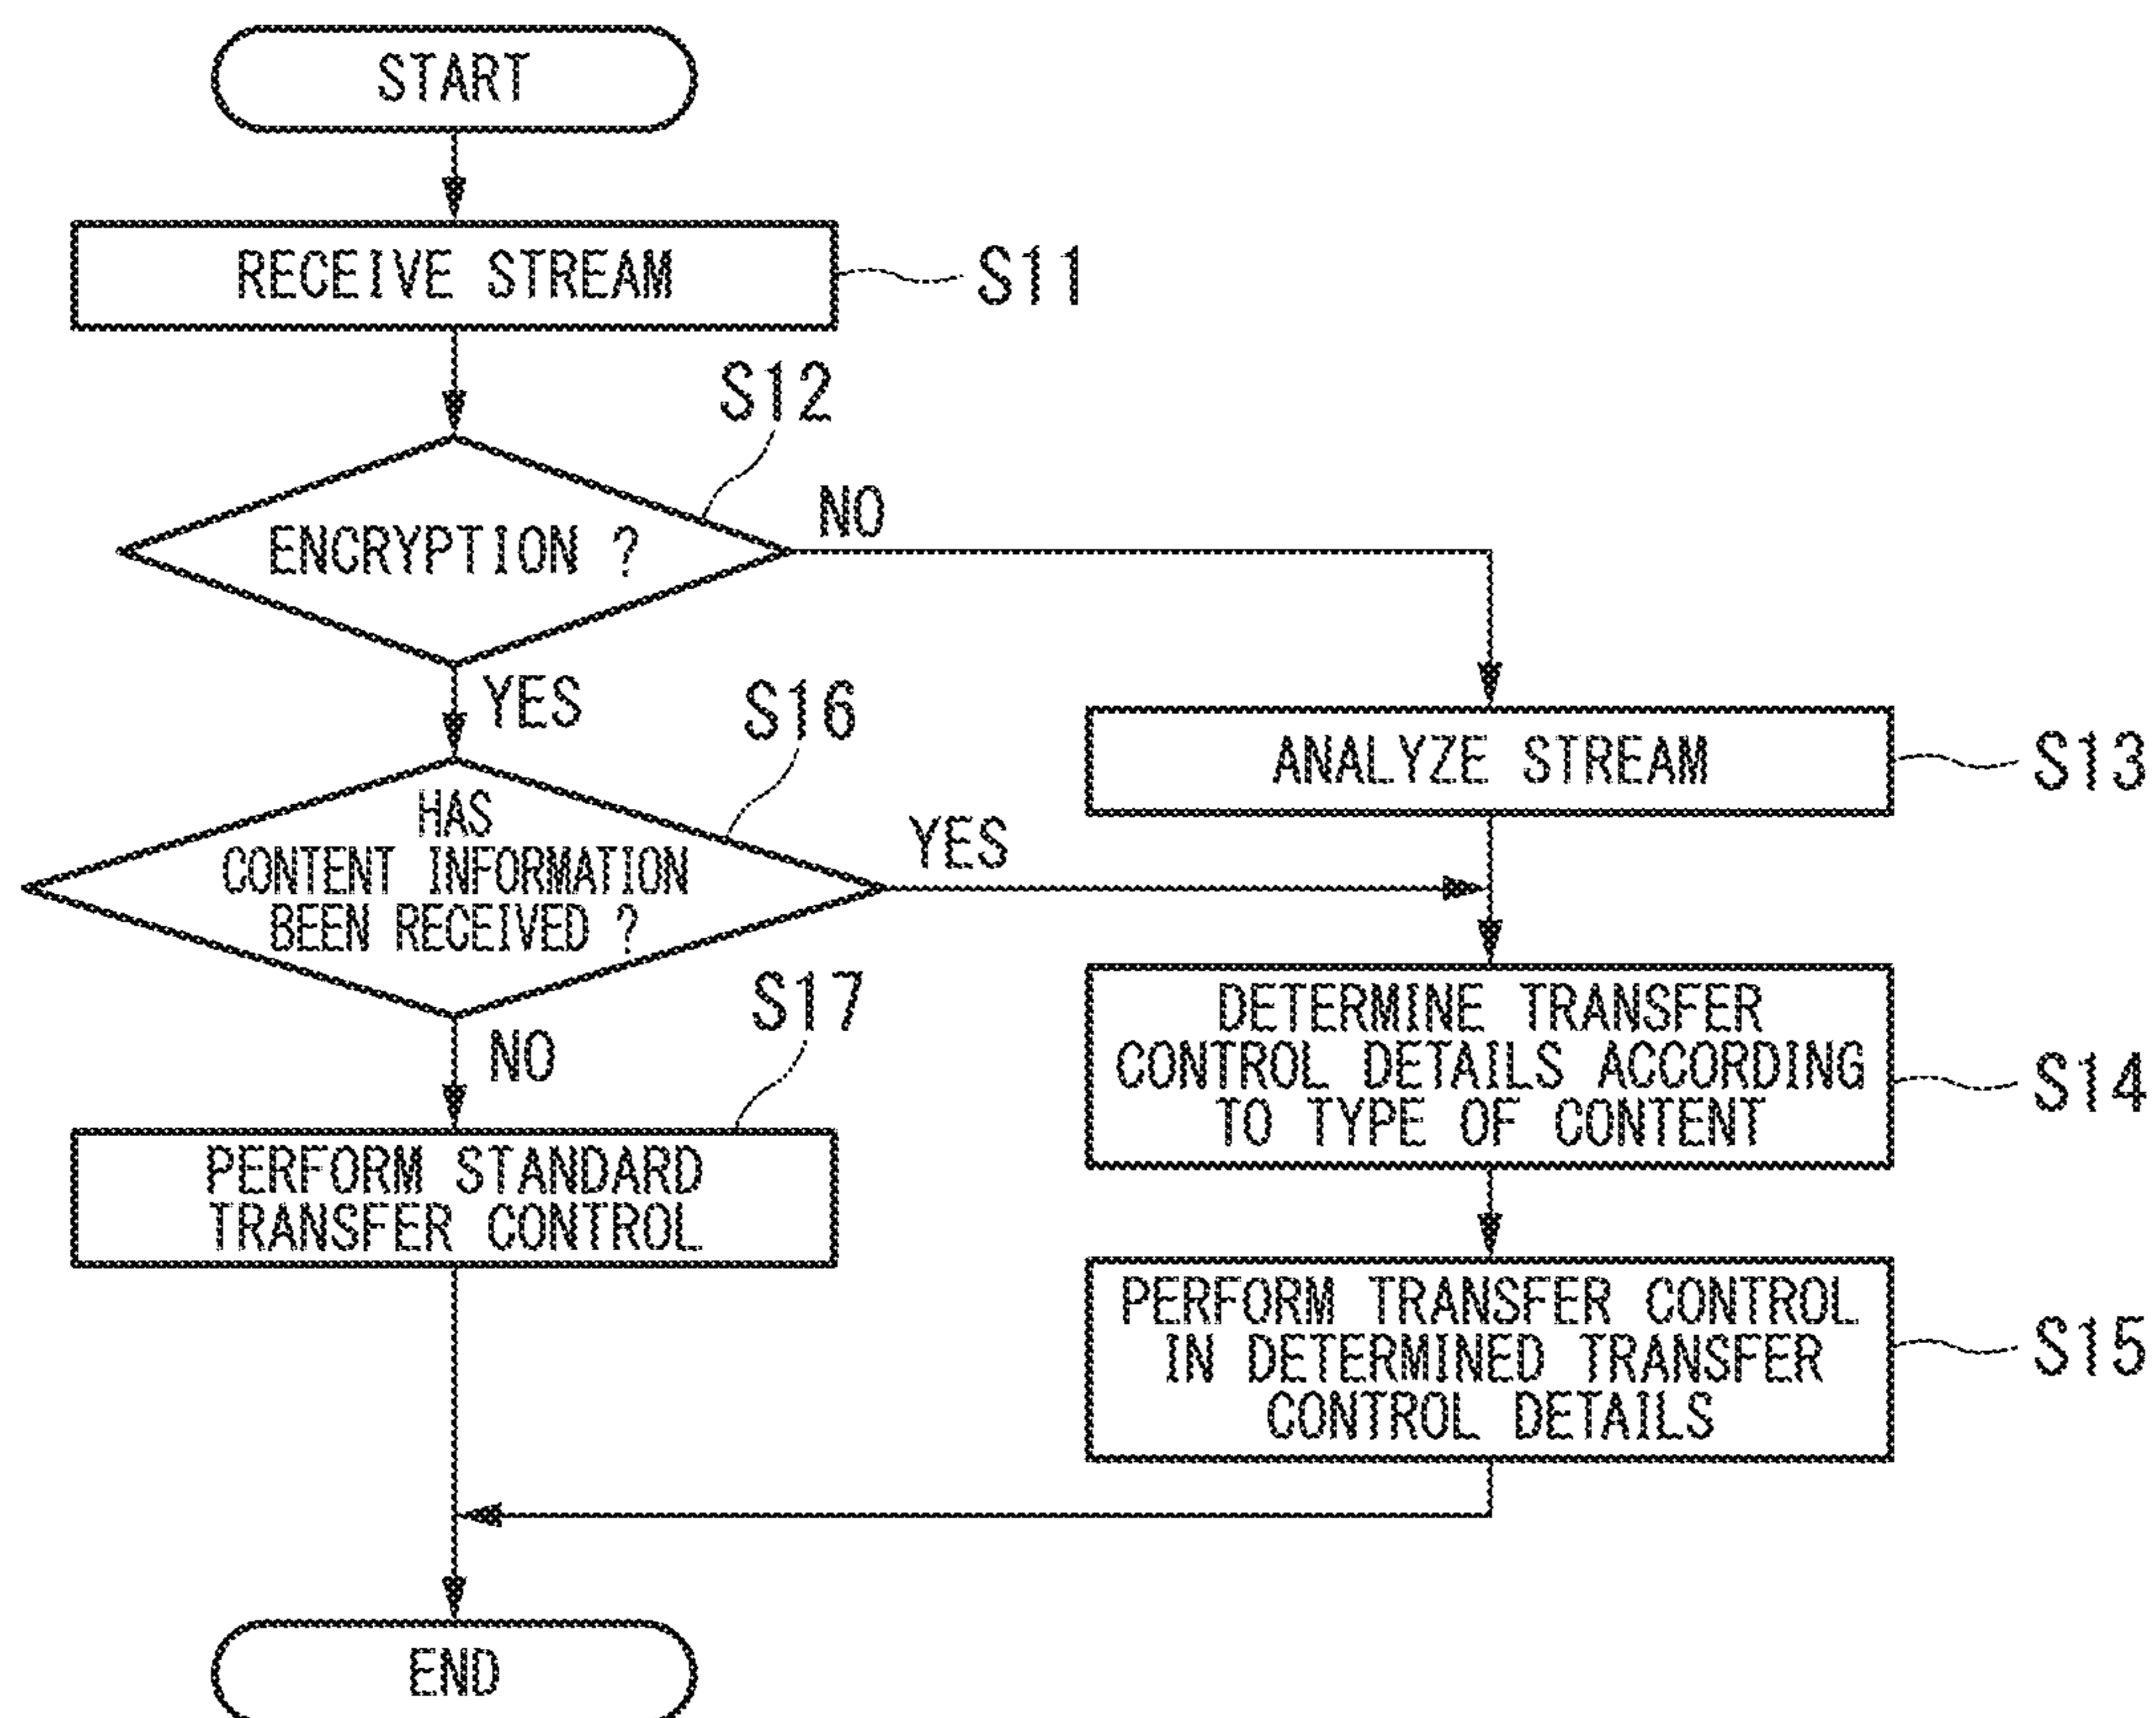 START
RECEIVE STREAM
S11
S12
ENCRYPTION ?
NO
YES
S16
HAS
CONTENT INFORMATION
BEEN RECEIVED ?
YES
ANALYZE STREAM
S13
NO
S17
PERFORM STANDARD
TRANSFER CONTROL
DETERMINE TRANSFER
CONTROL DETAILS ACCORDING
TO TYPE OF CONTENT
S14
PERFORM TRANSFER CONTROL
IN DETERMINED TRANSFER
CONTROL DETAILS
S15
END